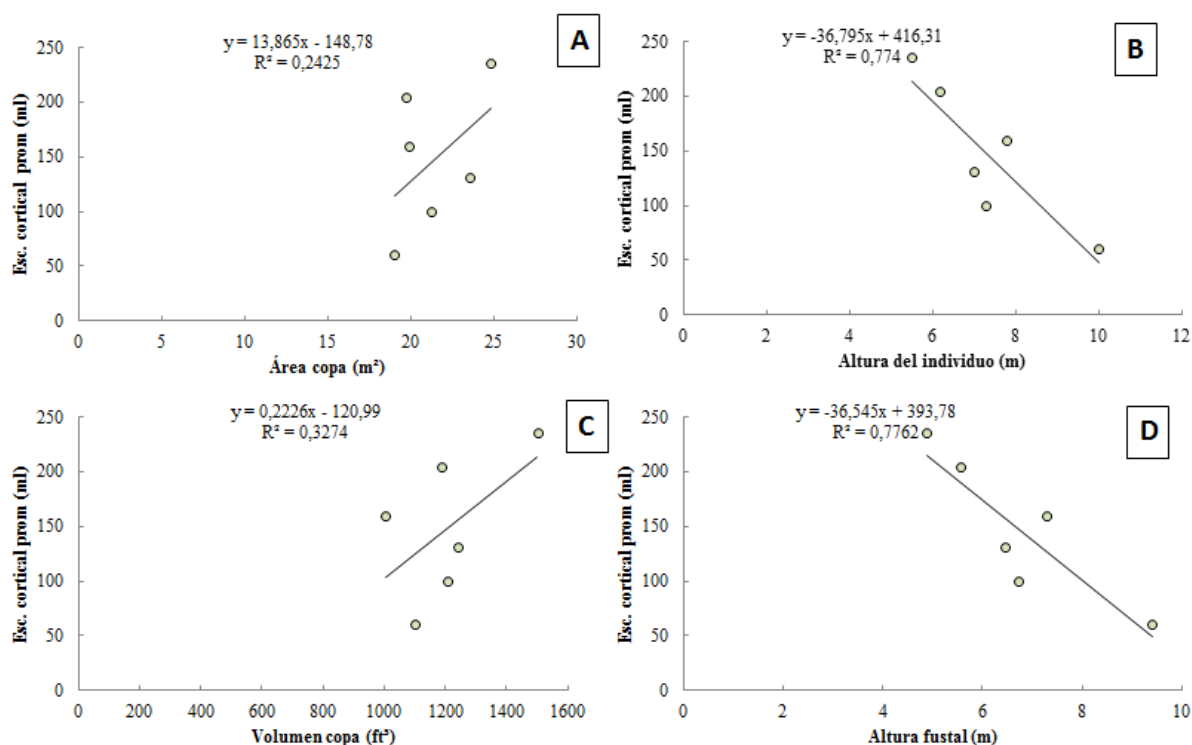 A
y = 13,865x - 148,78
R² = 0,2425
Esc. cortical prom (ml)
250
200
150
100
50
0
0 5 10 15 20 25 30
Área copa (m²)
B
y = -36,795x + 416,31
R² = 0,774
Esc. cortical prom (ml)
250
200
150
100
50
0
0 2 4 6 8 10 12
Altura del individuo (m)
C
y = 0,2226x - 120,99
R² = 0,3274
Esc. cortical prom (ml)
250
200
150
100
50
0
0 200 400 600 800 1000 1200 1400 1600
Volumen copa (ft³)
D
y = -36,545x + 393,78
R² = 0,7762
Esc. cortical prom (ml)
250
200
150
100
50
0
0 2 4 6 8 10
Altura fustal (m)